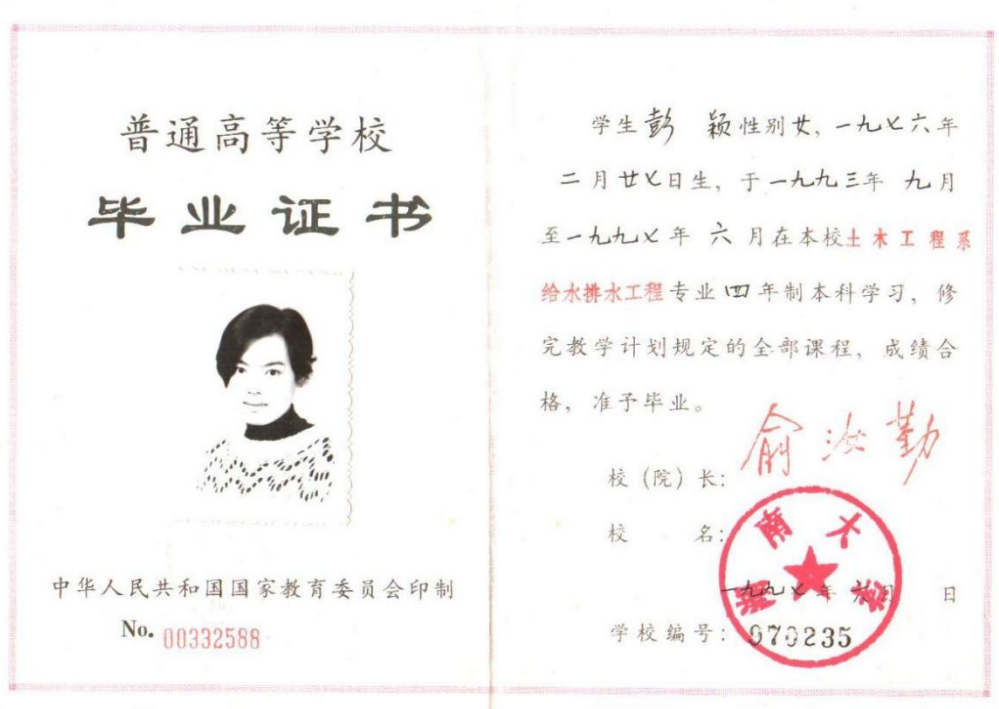 普通高等学校
毕业证书
中华人民共和国国家教育委员会印制
No. 00332588
学生彭 颖性别女，一九七六年
二月廿七日生，于一九九三年 九月
至一九九七年 六 月在本校土木工程系
给水排水工程专业四年制本科学习，修
完教学计划规定的全部课程，成绩合
格，准予毕业。
校（院）长：俞汝勤
校 名：
湖南大学
一九九七年六月 日
学校编号：970235